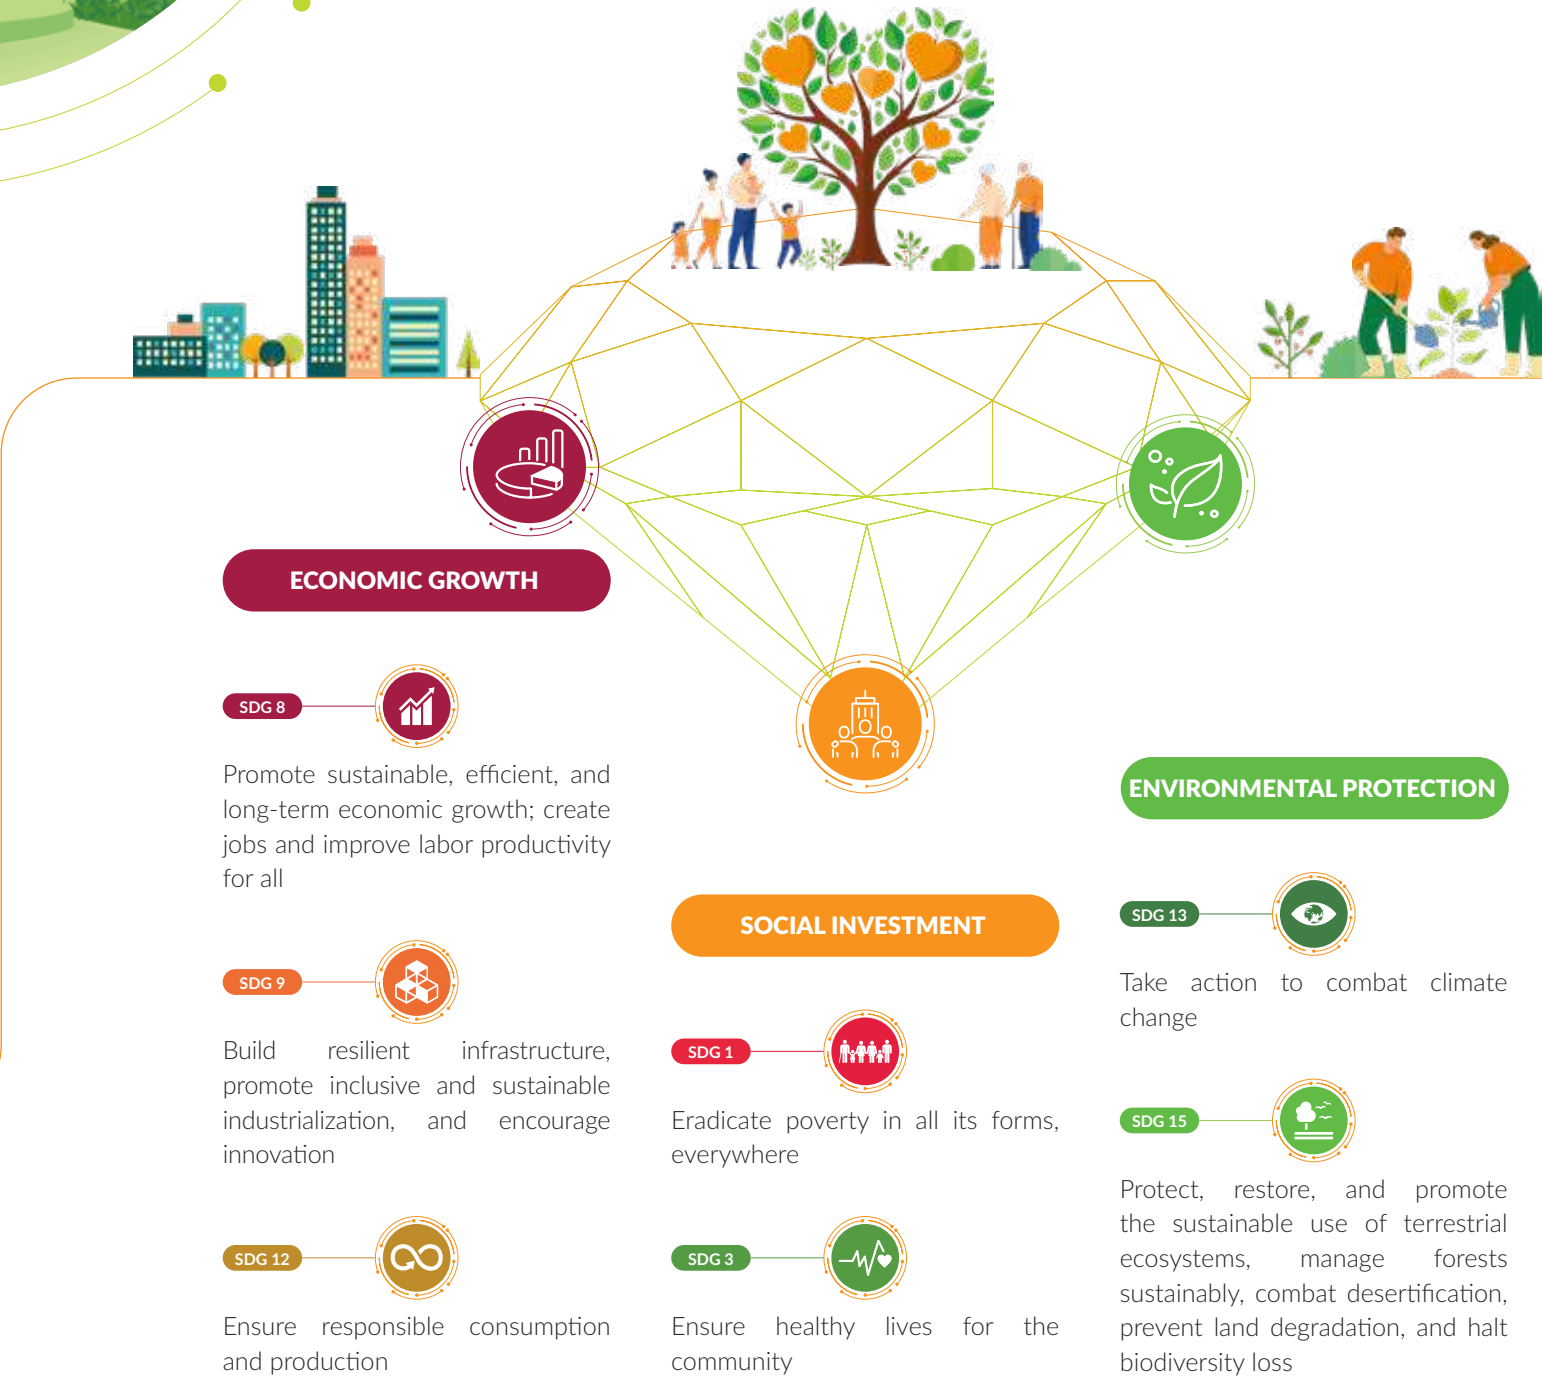 ECONOMIC GROWTH
SDG 8
Promote sustainable, efficient, and
long-term economic growth; create
jobs and improve labor productivity
for all
SDG 9
Build resilient infrastructure,
promote inclusive and sustainable
industrialization, and encourage
innovation
SDG 12
Ensure responsible consumption
and production
SOCIAL INVESTMENT
SDG 1
Eradicate poverty in all its forms,
everywhere
SDG 3
Ensure healthy lives for the
community
ENVIRONMENTAL PROTECTION
SDG 13
Take action to combat climate
change
SDG 15
Protect, restore, and promote
the sustainable use of terrestrial
ecosystems, manage forests
sustainably, combat desertification,
prevent land degradation, and halt
biodiversity loss